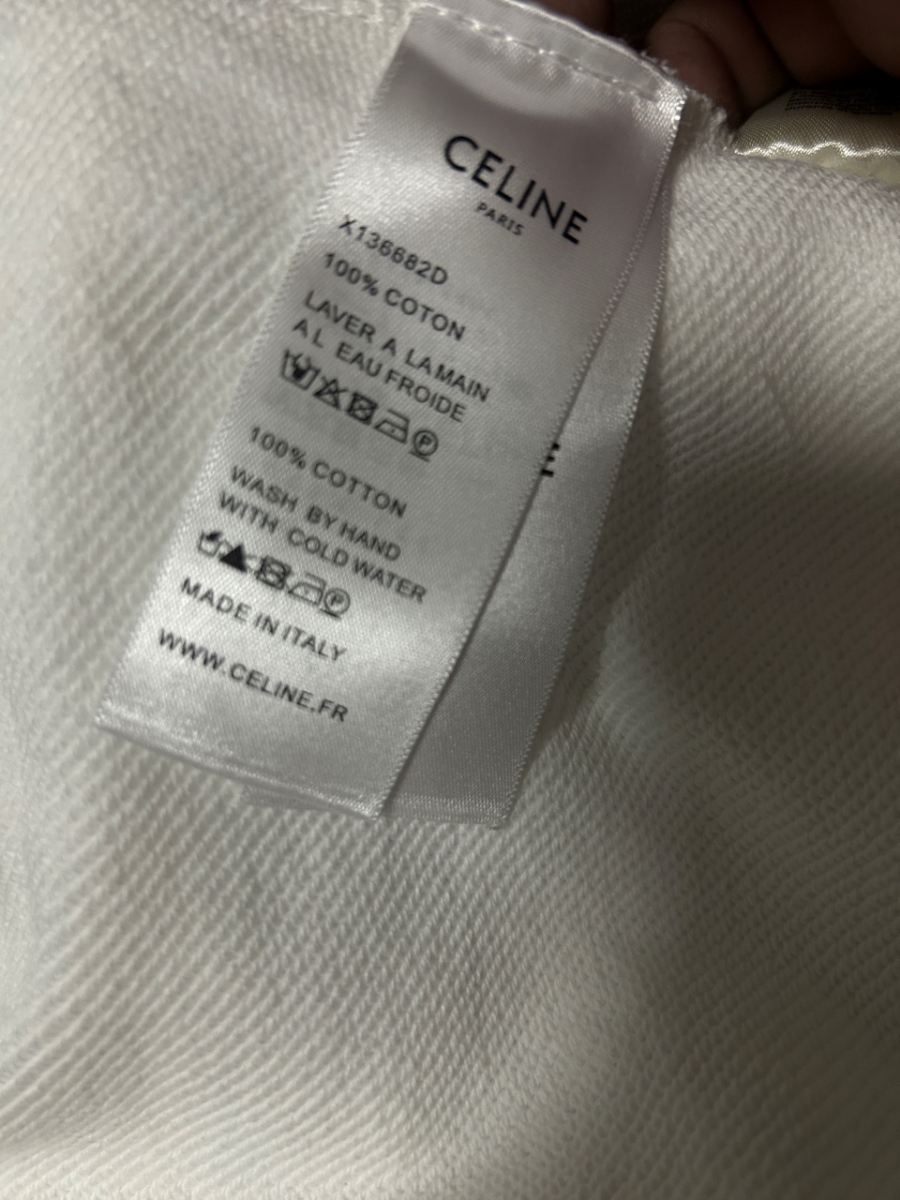 CELINE
PARIS
X136682D
100% COTON
LAVER A LA MAIN
A L EAU FROIDE
P
100% COTTON
WASH BY HAND
WITH COLD WATER
P
MADE IN ITALY
WWW.CELINE.FR
E